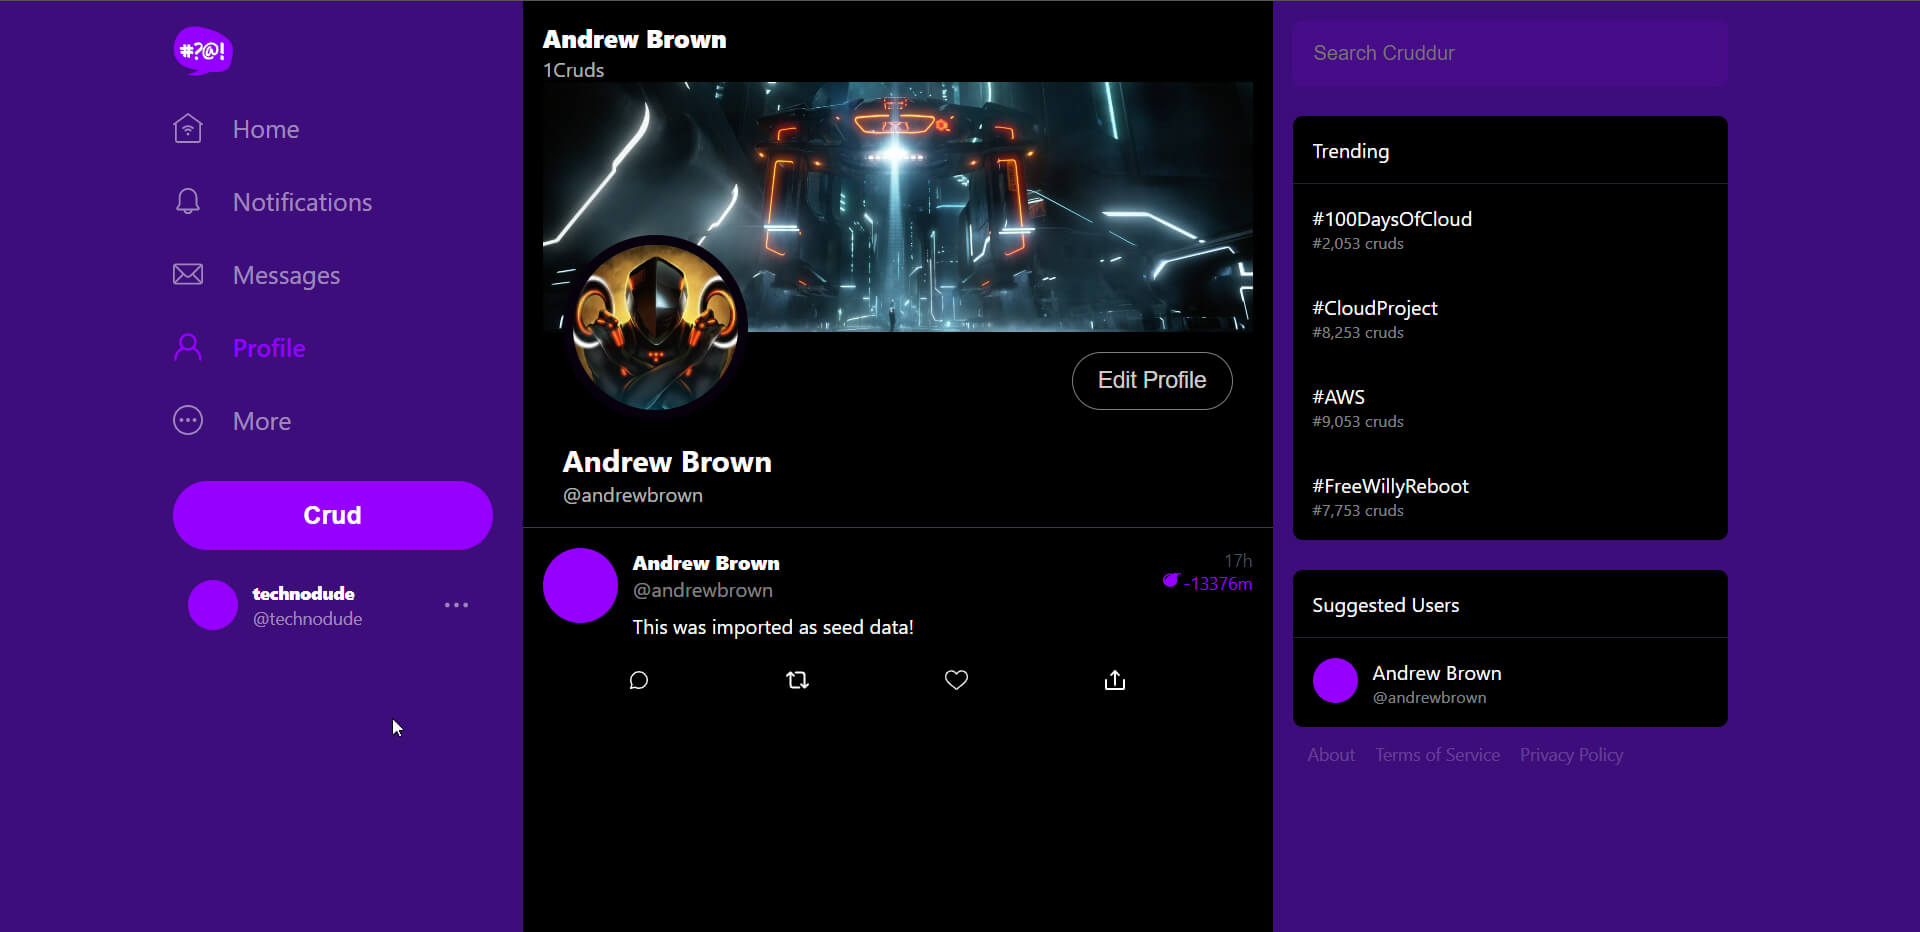 #?@!
Home
Notifications
Messages
Profile
More
Crud
technodude
@technodude
Andrew Brown
1Cruds
Edit Profile
Andrew Brown
@andrewbrown
Andrew Brown
17h
@andrewbrown
-13376m
This was imported as seed data!
Search Cruddur
Trending
#100DaysOfCloud
#2,053 cruds
#CloudProject
#8,253 cruds
#AWS
#9,053 cruds
#FreeWillyReboot
#7,753 cruds
Suggested Users
Andrew Brown
@andrewbrown
About Terms of Service Privacy Policy